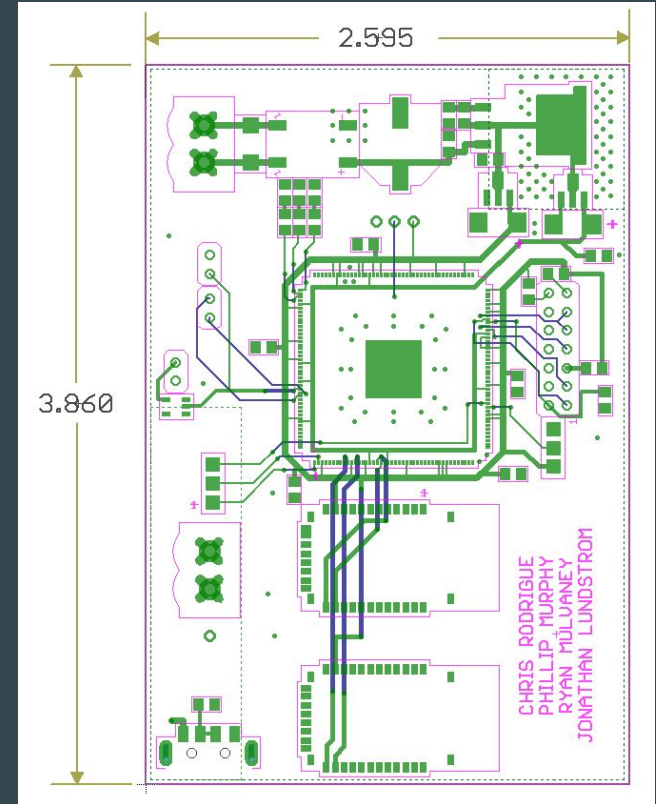 2.595
3.860
CHRIS RODRIGUE
PHILLIP MURPHY
RYAN MULVANEY
JONATHAN LUNDSTROM